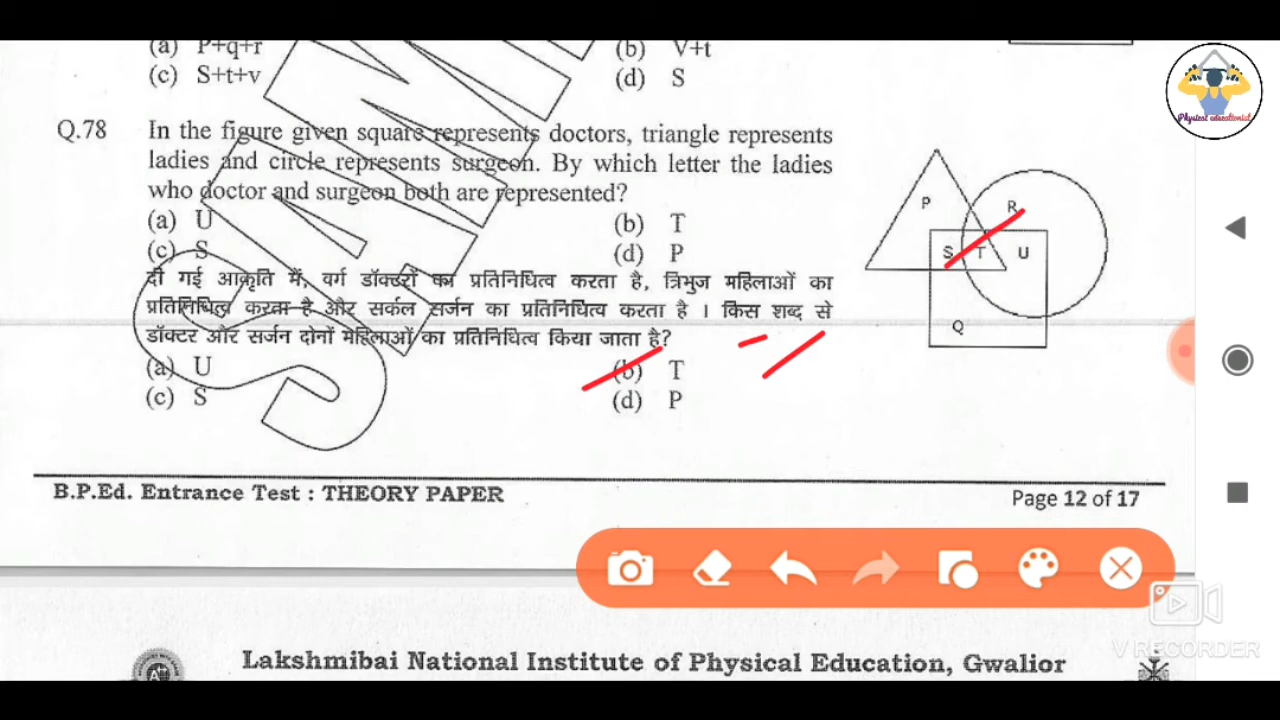 (a) P+q+r (b) V+t
(c) S+t+v (d) S
Q.78 In the figure given square represents doctors, triangle represents
ladies and circle represents surgeon. By which letter the ladies
who doctor and surgeon both are represented?
(a) U (b) T
(c) S (d) P
दी गई आकृति में, वर्ग डॉक्टरों का प्रतिनिधित्व करता है, त्रिभुज महिलाओं का
प्रतिनिधित्व करता है और सर्कल सर्जन का प्रतिनिधित्व करता है । किस शब्द से
डॉक्टर और सर्जन दोनों महिलाओं का प्रतिनिधित्व किया जाता है?
(a) U (b) T
(c) S (d) P
P
R
S T U
Q
Physical educationist
B.P.Ed. Entrance Test : THEORY PAPER Page 12 of 17
V RECORDER
Lakshmibai National Institute of Physical Education, Gwalior